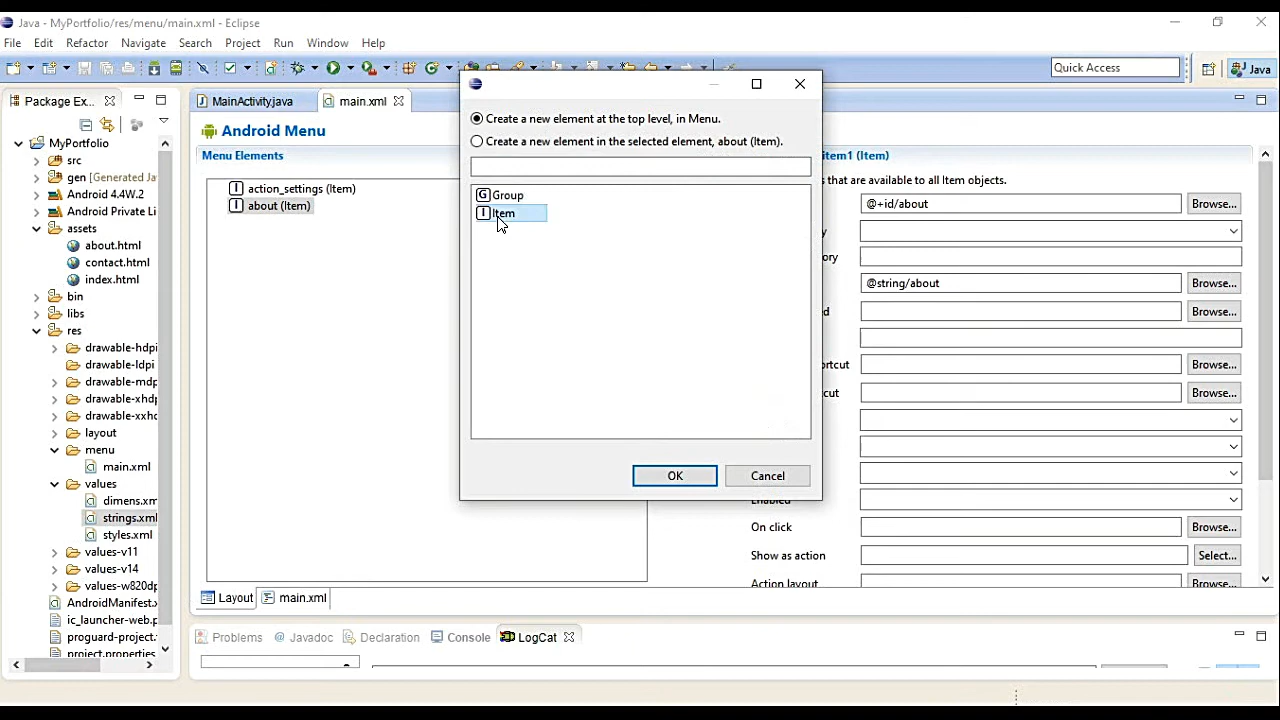 Java - MyPortfolio/res/menu/main.xml - Eclipse
File Edit Refactor Navigate Search Project Run Window Help
Quick Access
Java
Package Ex...
MainActivity.java
main.xml
MyPortfolio
src
gen [Generated Ja
Android 4.4W.2
Android Private Li
assets
about.html
contact.html
index.html
bin
libs
res
drawable-hdpi
drawable-ldpi
drawable-mdp
drawable-xhdp
drawable-xxhd
layout
menu
main.xml
values
dimens.xm
strings.xml
styles.xml
values-v11
values-v14
values-w820dp
AndroidManifest.x
ic_launcher-web.p
proguard-project.t
project.properties
Android Menu
Menu Elements
I action_settings (Item)
I about (Item)
Create a new element at the top level, in Menu.
Create a new element in the selected element, about (Item).
G Group
I Item
OK Cancel
item1 (Item)
s that are available to all Item objects.
@+id/about Browse...
y
ory
@string/about Browse...
d Browse...
ortcut Browse...
cut Browse...
Enabled
On click Browse...
Show as action Select...
Action layout Browse...
Layout main.xml
Problems @ Javadoc Declaration Console LogCat